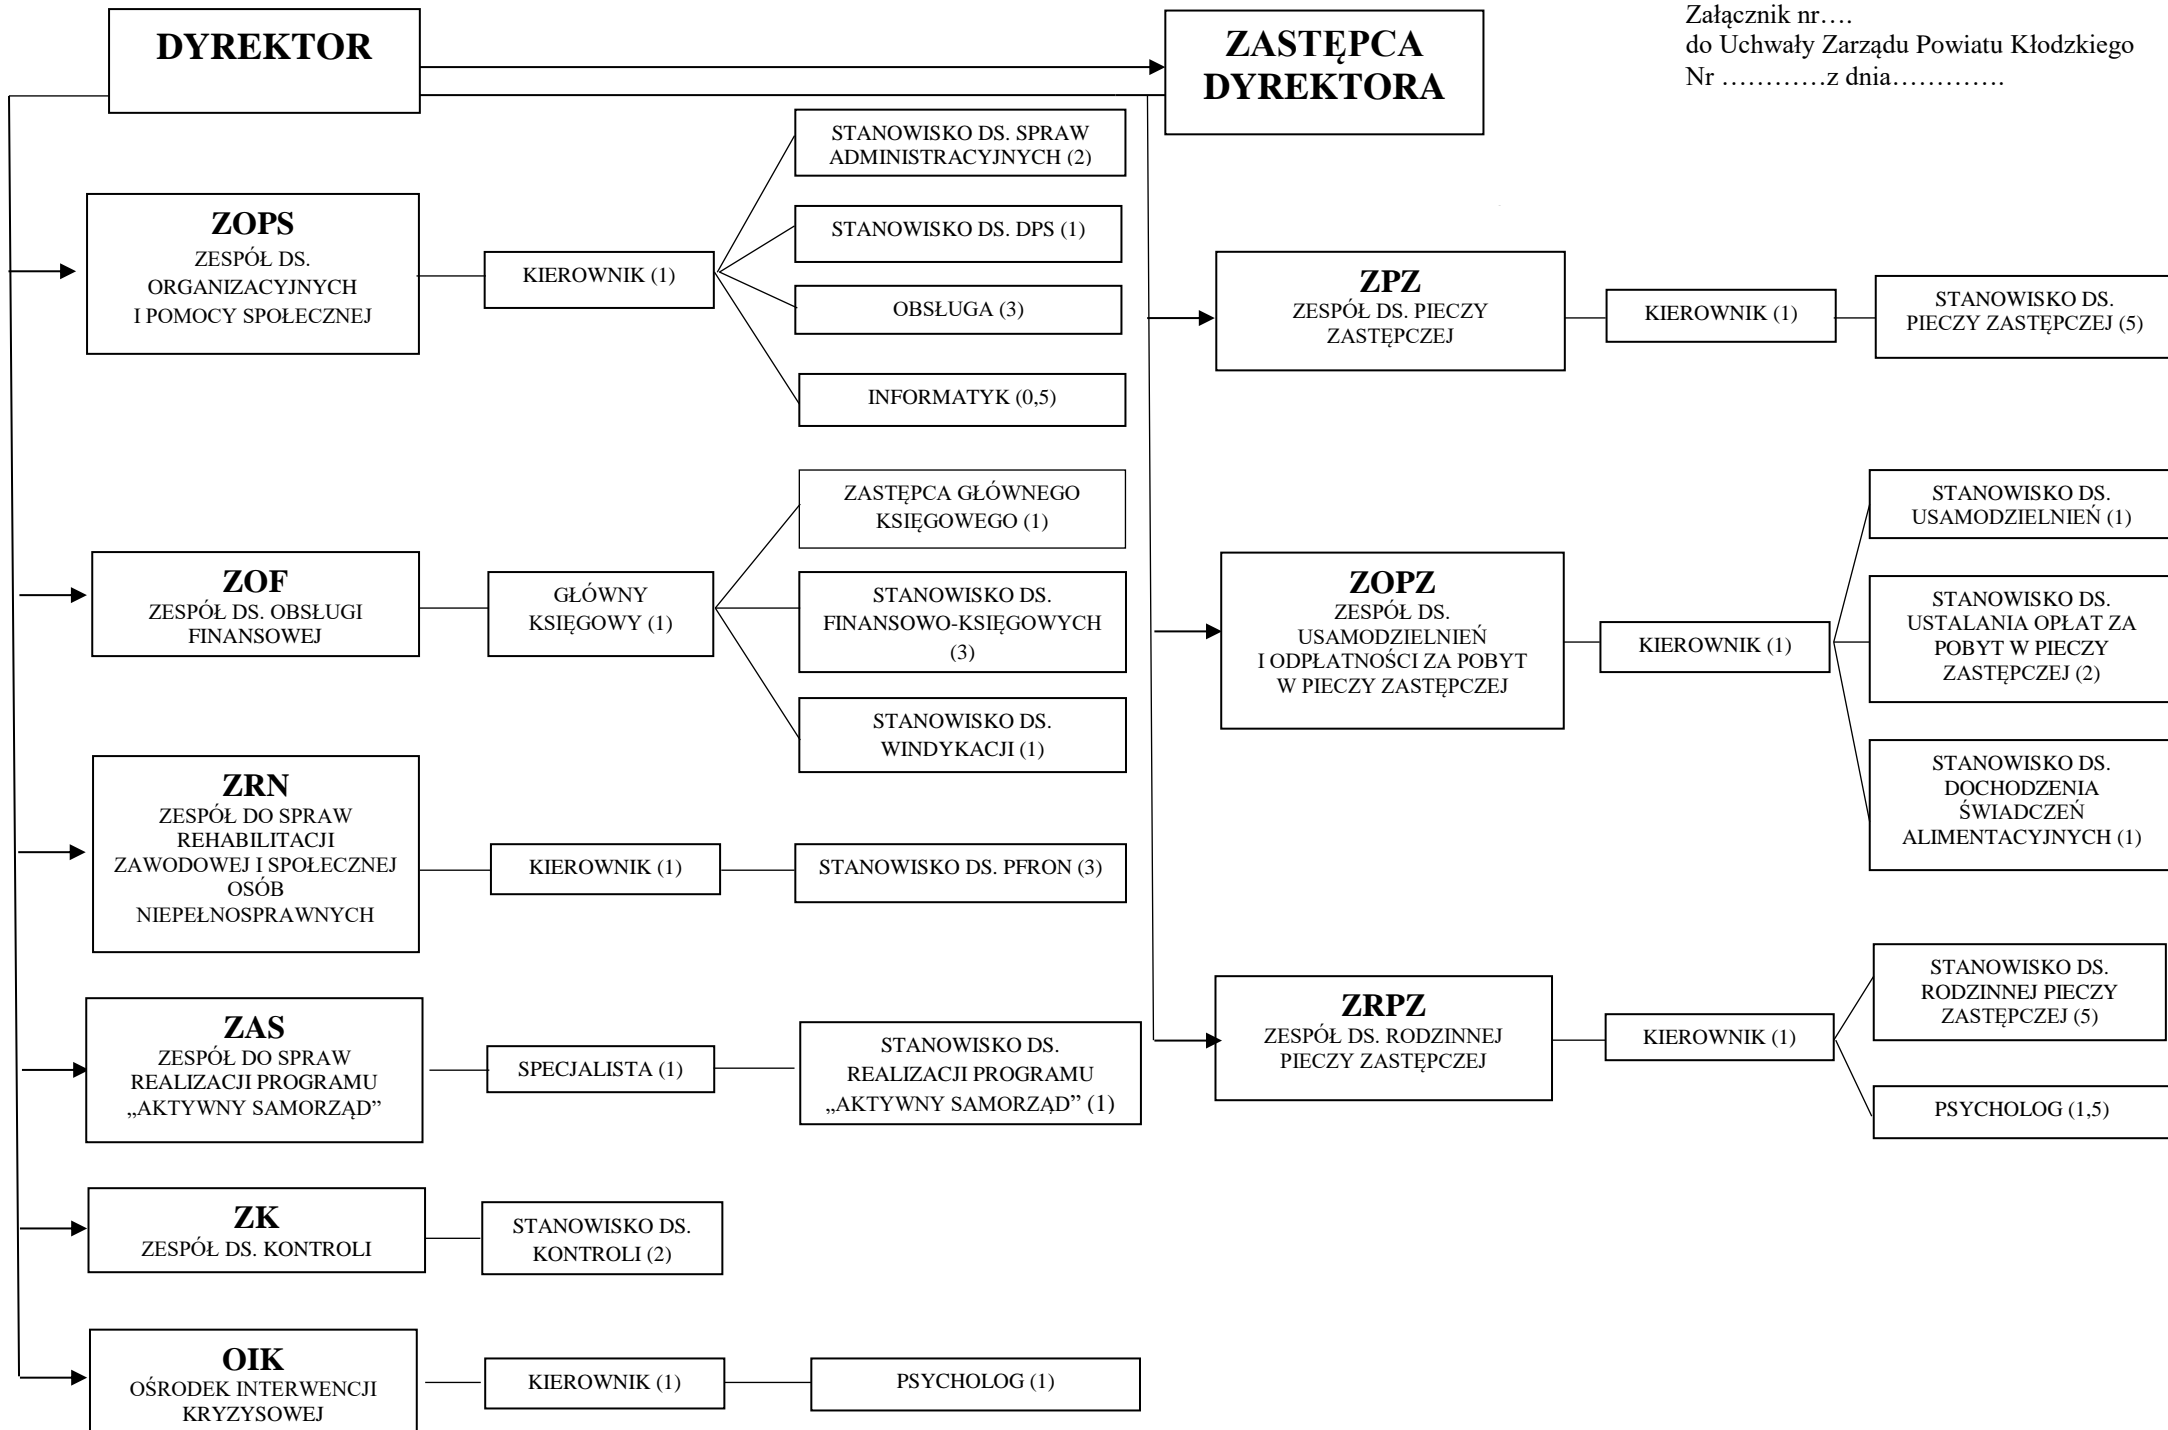 DYREKTOR
ZASTĘPCA
DYREKTORA
Załącznik nr….
do Uchwały Zarządu Powiatu Kłodzkiego
Nr …………z dnia………….
ZOPS
ZESPÓŁ DS.
ORGANIZACYJNYCH
I POMOCY SPOŁECZNEJ
KIEROWNIK (1)
STANOWISKO DS. SPRAW
ADMINISTRACYJNYCH (2)
STANOWISKO DS. DPS (1)
OBSŁUGA (3)
INFORMATYK (0,5)
ZOF
ZESPÓŁ DS. OBSŁUGI
FINANSOWEJ
GŁÓWNY
KSIĘGOWY (1)
ZASTĘPCA GŁÓWNEGO
KSIĘGOWEGO (1)
STANOWISKO DS.
FINANSOWO-KSIĘGOWYCH
(3)
STANOWISKO DS.
WINDYKACJI (1)
ZRN
ZESPÓŁ DO SPRAW
REHABILITACJI
ZAWODOWEJ I SPOŁECZNEJ
OSÓB
NIEPEŁNOSPRAWNYCH
KIEROWNIK (1)
STANOWISKO DS. PFRON (3)
ZAS
ZESPÓŁ DO SPRAW
REALIZACJI PROGRAMU
„AKTYWNY SAMORZĄD”
SPECJALISTA (1)
STANOWISKO DS.
REALIZACJI PROGRAMU
„AKTYWNY SAMORZĄD” (1)
ZK
ZESPÓŁ DS. KONTROLI
STANOWISKO DS.
KONTROLI (2)
OIK
OŚRODEK INTERWENCJI
KRYZYSOWEJ
KIEROWNIK (1)
PSYCHOLOG (1)
ZPZ
ZESPÓŁ DS. PIECZY
ZASTĘPCZEJ
KIEROWNIK (1)
STANOWISKO DS.
PIECZY ZASTĘPCZEJ (5)
ZOPZ
ZESPÓŁ DS.
USAMODZIELNIEŃ
I ODPŁATNOŚCI ZA POBYT
W PIECZY ZASTĘPCZEJ
KIEROWNIK (1)
STANOWISKO DS.
USAMODZIELNIEŃ (1)
STANOWISKO DS.
USTALANIA OPŁAT ZA
POBYT W PIECZY
ZASTĘPCZEJ (2)
STANOWISKO DS.
DOCHODZENIA
ŚWIADCZEŃ
ALIMENTACYJNYCH (1)
ZRPZ
ZESPÓŁ DS. RODZINNEJ
PIECZY ZASTĘPCZEJ
KIEROWNIK (1)
STANOWISKO DS.
RODZINNEJ PIECZY
ZASTĘPCZEJ (5)
PSYCHOLOG (1,5)